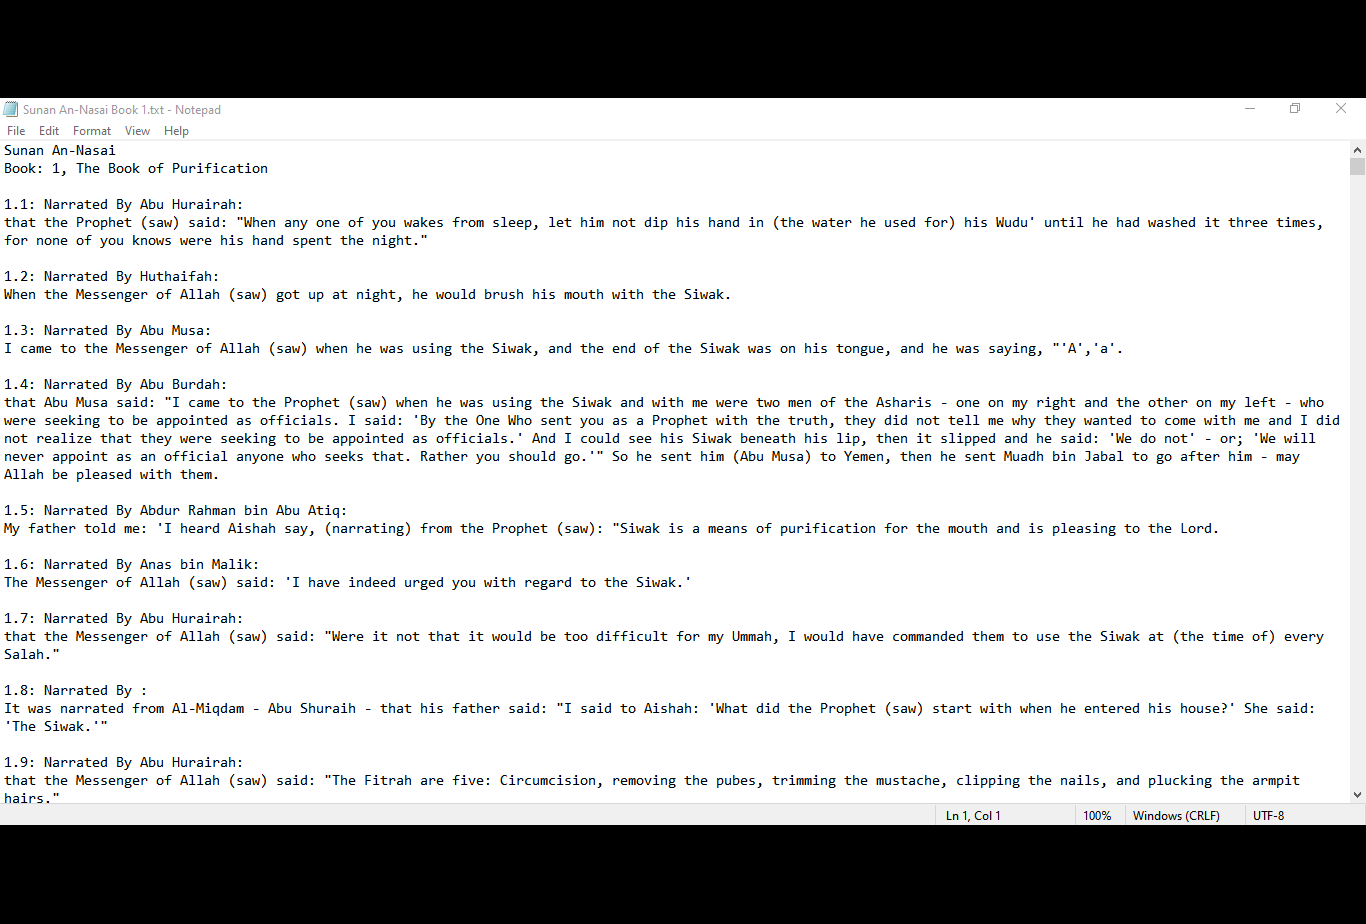 Sunan An-Nasai Book 1.txt - Notepad
File Edit Format View Help
Sunan An-Nasai
Book: 1, The Book of Purification
1.1: Narrated By Abu Hurairah:
that the Prophet (saw) said: "When any one of you wakes from sleep, let him not dip his hand in (the water he used for) his Wudu' until he had washed it three times,
for none of you knows were his hand spent the night."
1.2: Narrated By Huthaifah:
When the Messenger of Allah (saw) got up at night, he would brush his mouth with the Siwak.
1.3: Narrated By Abu Musa:
I came to the Messenger of Allah (saw) when he was using the Siwak, and the end of the Siwak was on his tongue, and he was saying, "'A','a'.
1.4: Narrated By Abu Burdah:
that Abu Musa said: "I came to the Prophet (saw) when he was using the Siwak and with me were two men of the Asharis - one on my right and the other on my left - who
were seeking to be appointed as officials. I said: 'By the One Who sent you as a Prophet with the truth, they did not tell me why they wanted to come with me and I did
not realize that they were seeking to be appointed as officials.' And I could see his Siwak beneath his lip, then it slipped and he said: 'We do not' - or; 'We will
never appoint as an official anyone who seeks that. Rather you should go.'" So he sent him (Abu Musa) to Yemen, then he sent Muadh bin Jabal to go after him - may
Allah be pleased with them.
1.5: Narrated By Abdur Rahman bin Abu Atiq:
My father told me: 'I heard Aishah say, (narrating) from the Prophet (saw): "Siwak is a means of purification for the mouth and is pleasing to the Lord.
1.6: Narrated By Anas bin Malik:
The Messenger of Allah (saw) said: 'I have indeed urged you with regard to the Siwak.'
1.7: Narrated By Abu Hurairah:
that the Messenger of Allah (saw) said: "Were it not that it would be too difficult for my Ummah, I would have commanded them to use the Siwak at (the time of) every
Salah."
1.8: Narrated By :
It was narrated from Al-Miqdam - Abu Shuraih - that his father said: "I said to Aishah: 'What did the Prophet (saw) start with when he entered his house?' She said:
'The Siwak.'"
1.9: Narrated By Abu Hurairah:
that the Messenger of Allah (saw) said: "The Fitrah are five: Circumcision, removing the pubes, trimming the mustache, clipping the nails, and plucking the armpit
hairs."
Ln 1, Col 1 100% Windows (CRLF) UTF-8